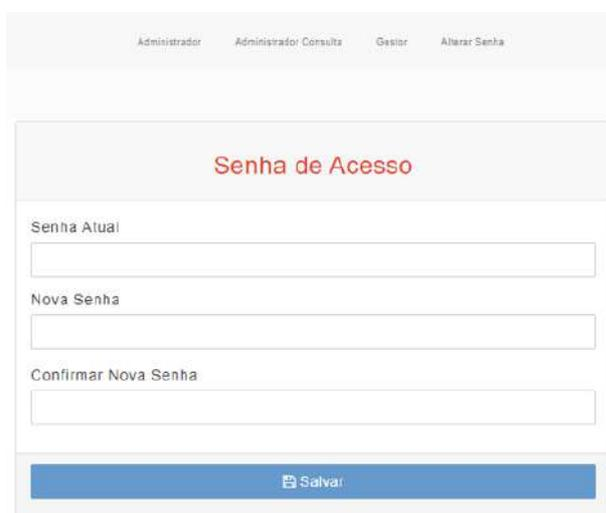 Administrador Administrador Consulta Gestor Alterar Senha
Senha de Acesso
Senha Atual
Nova Senha
Confirmar Nova Senha
Salvar